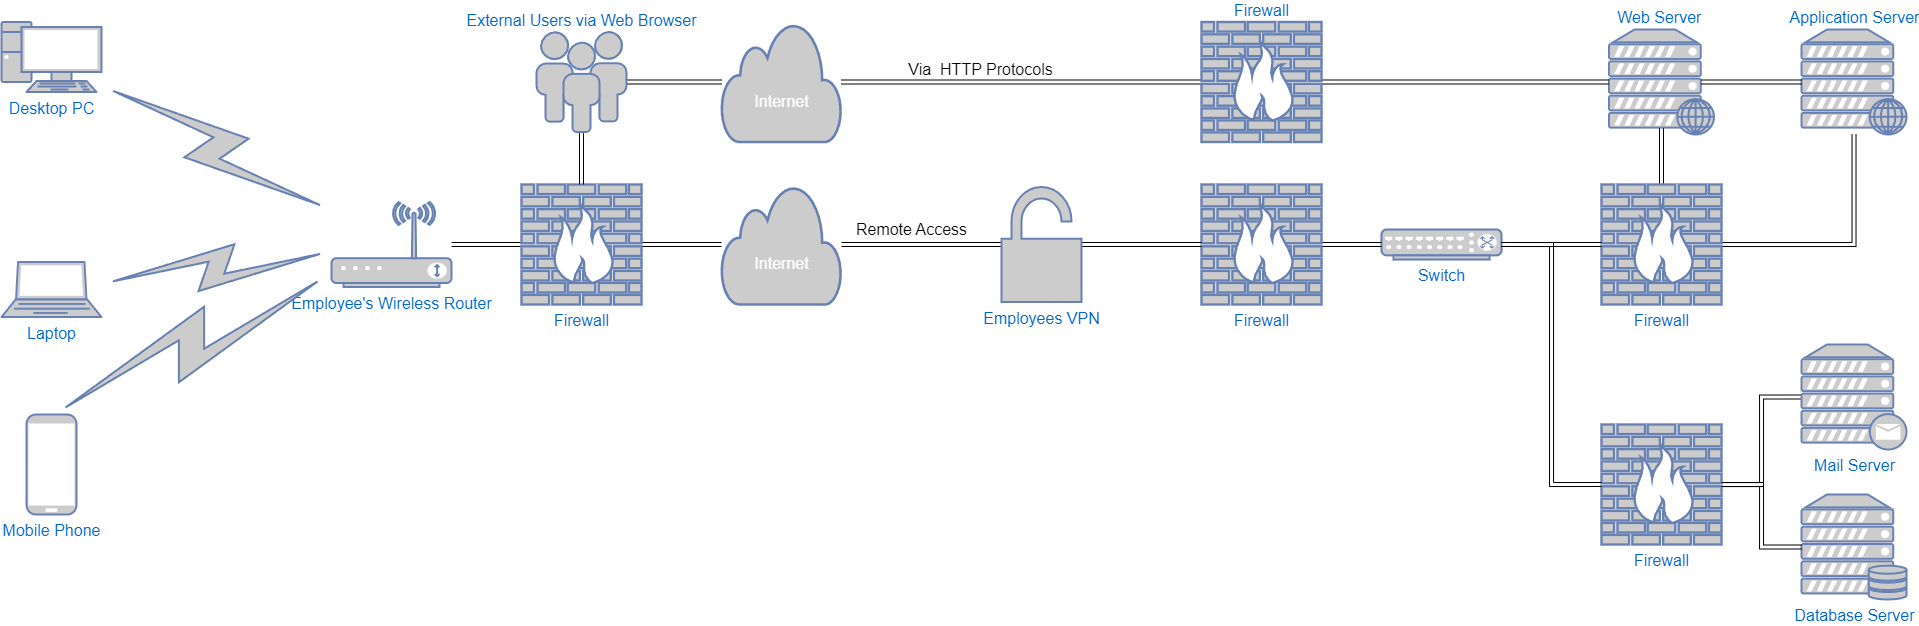 External Users via Web Browser
Firewall
Web Server
Application Server
Desktop PC
Internet
Via  HTTP Protocols
Employee's Wireless Router
Firewall
Internet
Remote Access
Employees VPN
Firewall
Switch
Firewall
Laptop
Mobile Phone
Mail Server
Firewall
Database Server